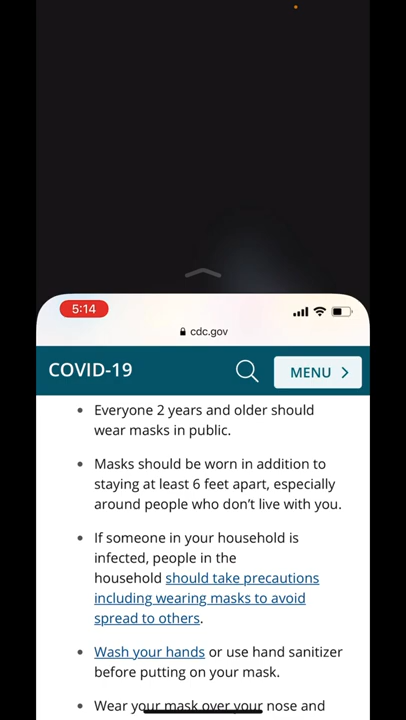 5:14
cdc.gov
COVID-19
MENU
Everyone 2 years and older should
wear masks in public.
Masks should be worn in addition to
staying at least 6 feet apart, especially
around people who don't live with you.
If someone in your household is
infected, people in the
household should take precautions
including wearing masks to avoid
spread to others.
Wash your hands or use hand sanitizer
before putting on your mask.
Wear your mask over your nose and